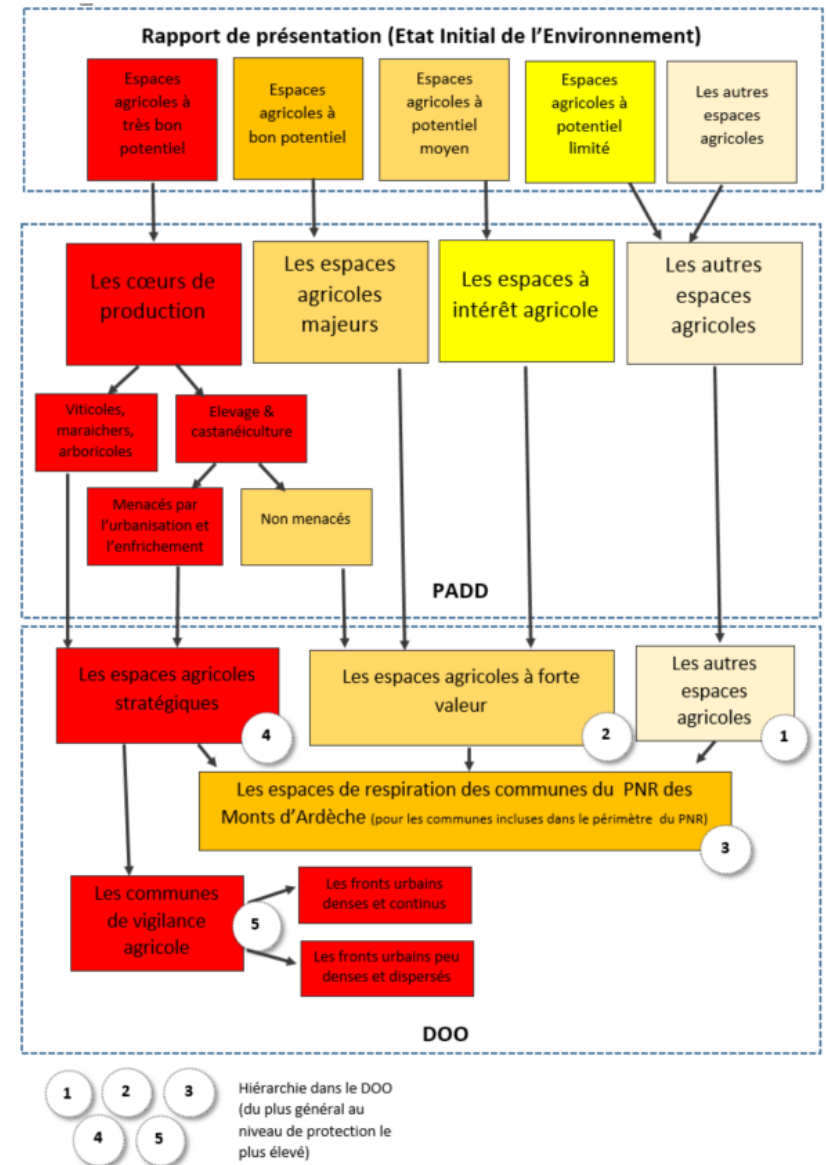 Rapport de présentation (Etat Initial de l'Environnement)
Espaces
agricoles à
très bon
potentiel
Espaces
agricoles à
bon potentiel
Espaces
agricoles à
potentiel
moyen
Espaces
agricoles à
potentiel
limité
Les autres
espaces
agricoles
Les cœurs de
production
Les espaces
agricoles
majeurs
Les espaces à
intérêt agricole
Les autres
espaces
agricoles
Viticoles,
maraichers,
arboricoles
Elevage &
castanéiculture
Menacés par
l'urbanisation et
l'enfrichement
Non menacés
PADD
Les espaces agricoles
stratégiques
4
Les espaces agricoles à forte
valeur
2
Les autres
espaces
agricoles
1
Les espaces de respiration des communes du PNR des
Monts d'Ardèche (pour les communes incluses dans le périmètre du PNR)
3
Les communes
de vigilance
agricole
5
Les fronts urbains
denses et continus
Les fronts urbains peu
denses et dispersés
DOO
1
2
3
4
5
Hiérarchie dans le DOO
(du plus général au
niveau de protection le
plus élevé)